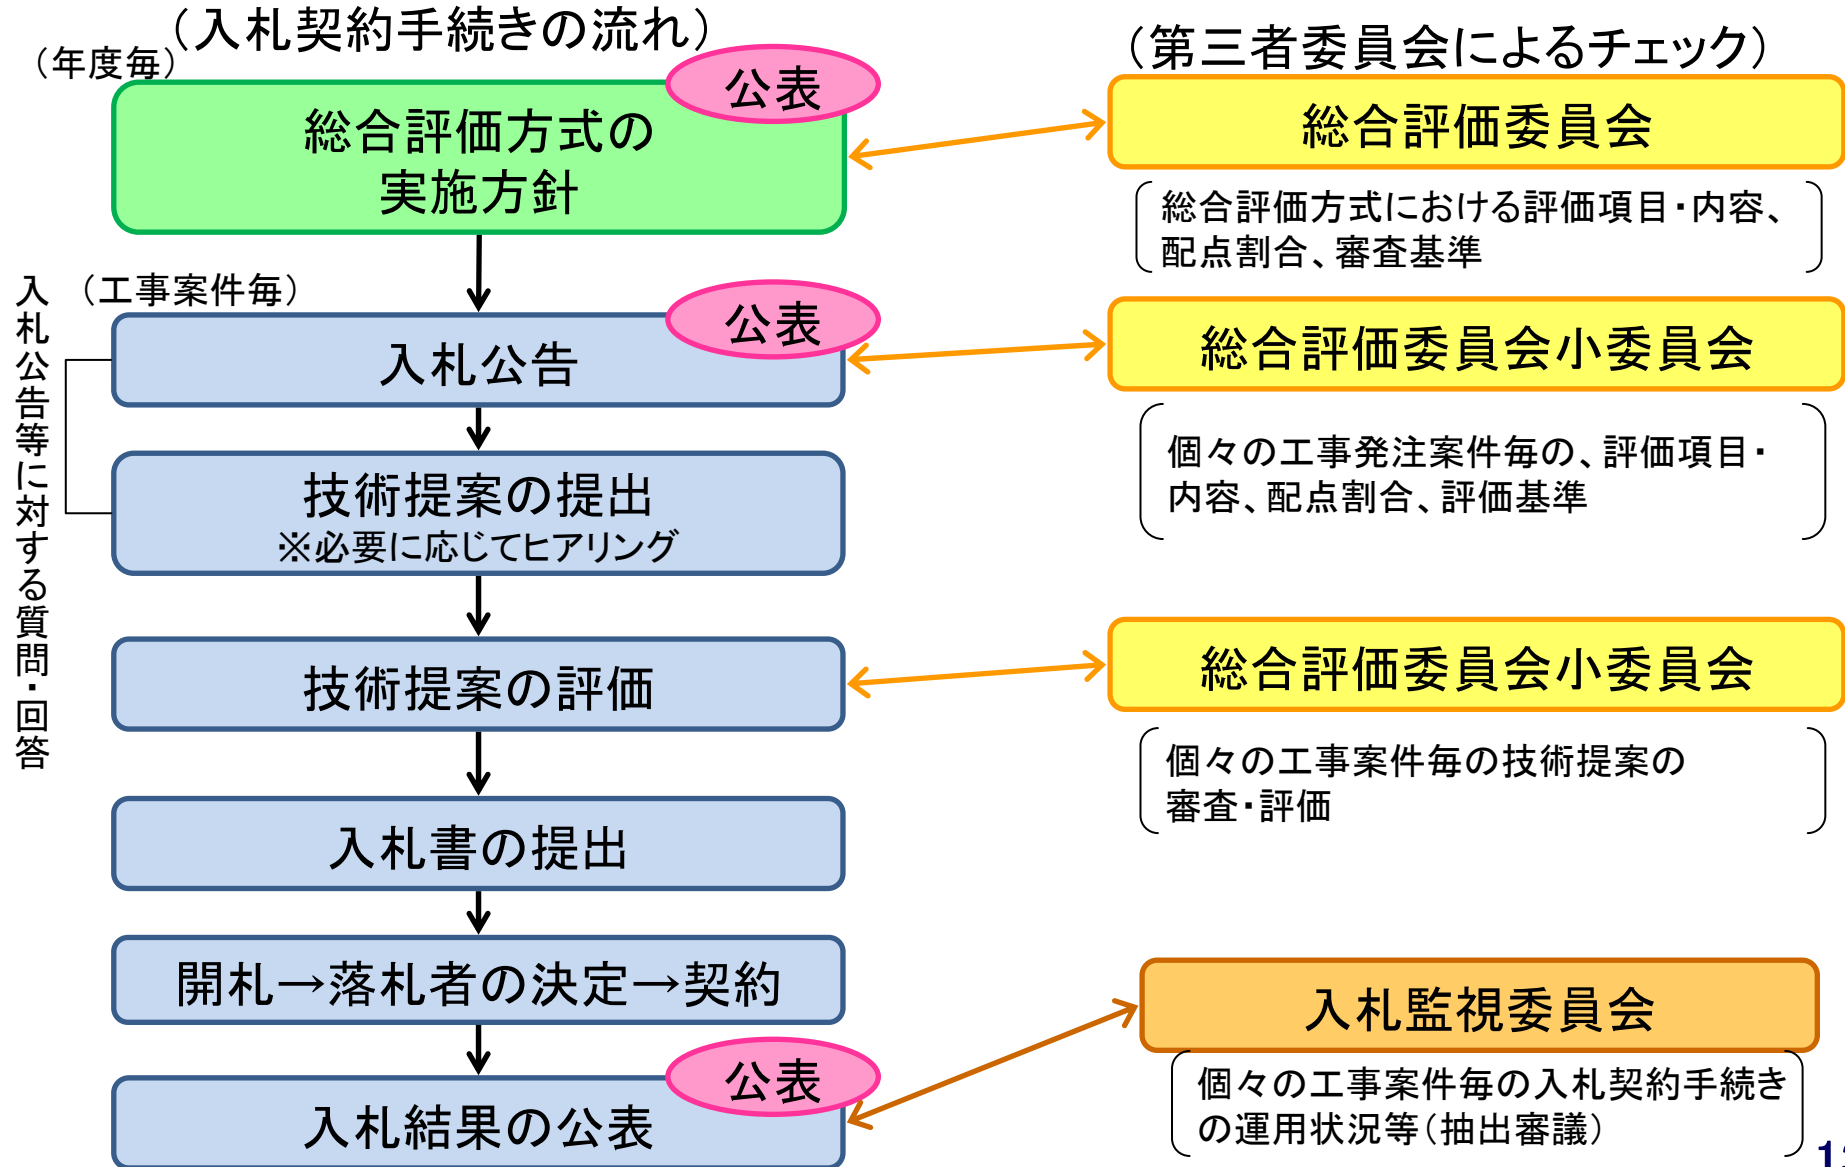 （入札契約手続きの流れ）
（年度毎）
公表
総合評価方式の
実施方針
（工事案件毎）
公表
入札公告
入札公告等に対する質問・回答
技術提案の提出
※必要に応じてヒアリング
技術提案の評価
入札書の提出
開札→落札者の決定→契約
公表
入札結果の公表
（第三者委員会によるチェック）
総合評価委員会
総合評価方式における評価項目・内容、
配点割合、審査基準
総合評価委員会小委員会
個々の工事発注案件毎の、評価項目・
内容、配点割合、評価基準
総合評価委員会小委員会
個々の工事案件毎の技術提案の
審査・評価
入札監視委員会
個々の工事案件毎の入札契約手続き
の運用状況等（抽出審議）